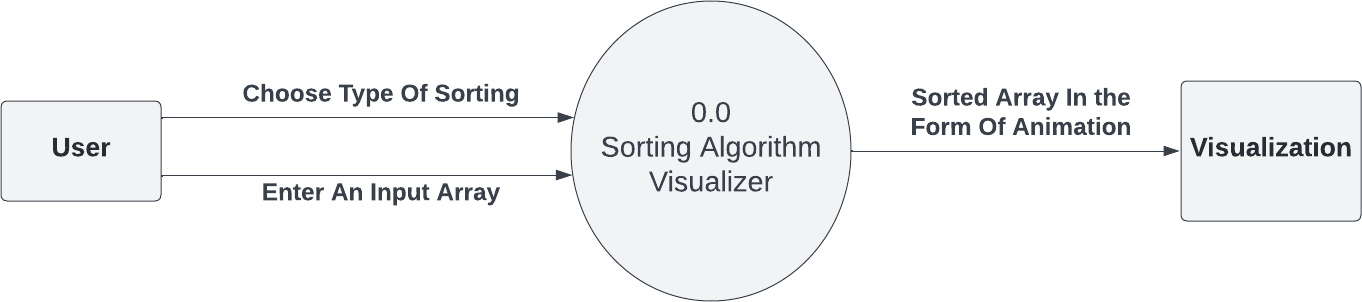 User
Choose Type Of Sorting
Enter An Input Array
0.0
Sorting Algorithm
Visualizer
Sorted Array In the
Form Of Animation
Visualization